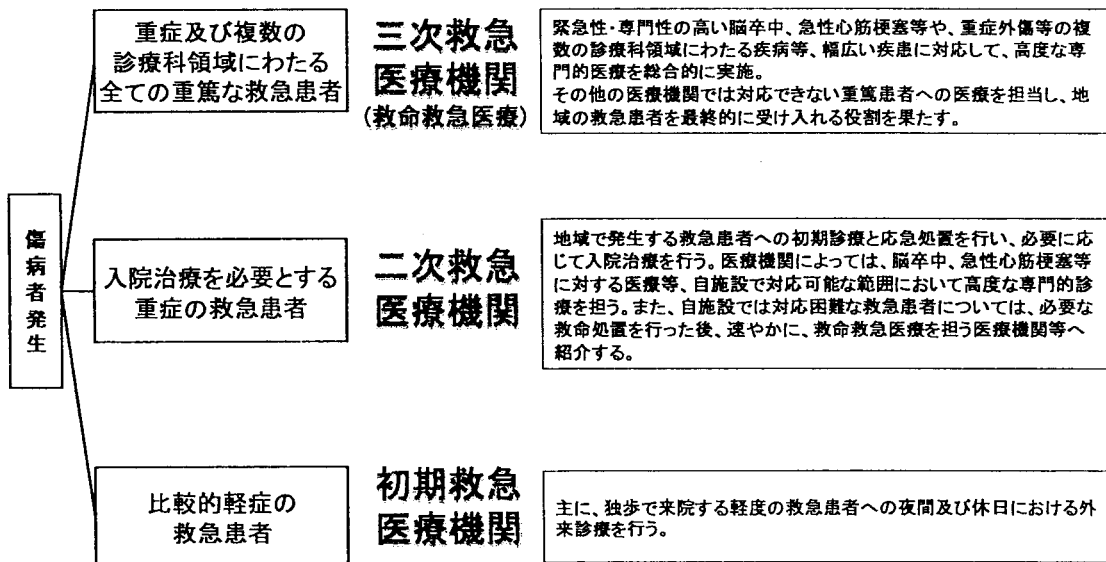 重症及び複数の
診療科領域にわたる
全ての重篤な救急患者
三次救急
医療機関
(救命救急医療)
緊急性・専門性の高い脳卒中、急性心筋梗塞等や、重症外傷等の複
数の診療科領域にわたる疾病等、幅広い疾患に対応して、高度な専
門的医療を総合的に実施。
その他の医療機関では対応できない重篤患者への医療を担当し、地
域の救急患者を最終的に受け入れる役割を果たす。
傷病者発生
入院治療を必要とする
重症の救急患者
二次救急
医療機関
地域で発生する救急患者への初期診療と応急処置を行い、必要に応
じて入院治療を行う。医療機関によっては、脳卒中、急性心筋梗塞等
に対する医療等、自施設で対応可能な範囲において高度な専門的診
療を担う。また、自施設では対応困難な救急患者については、必要な
救命処置を行った後、速やかに、救命救急医療を担う医療機関等へ
紹介する。
比較的軽症の
救急患者
初期救急
医療機関
主に、独歩で来院する軽度の救急患者への夜間及び休日における外
来診療を行う。